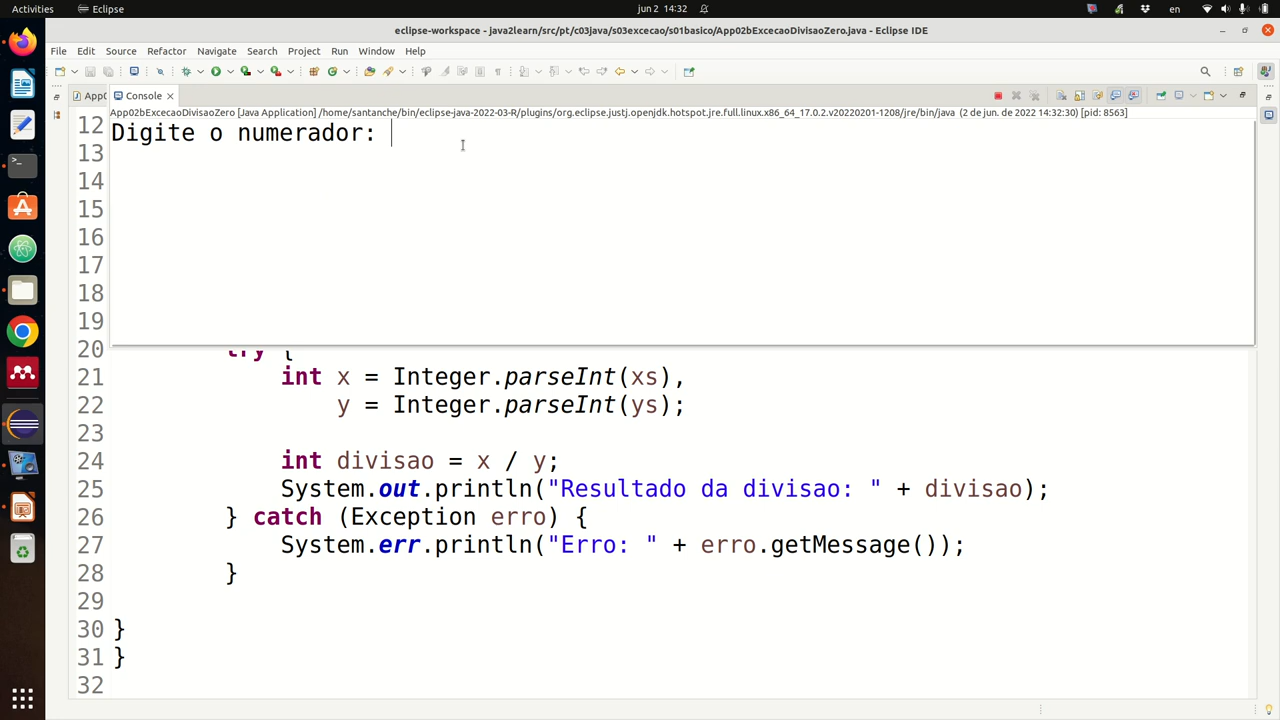 Activities
Eclipse
jun 2 14:32
en
eclipse-workspace - java2learn/src/pt/c03java/s03excecao/s01basico/App02bExcecaoDivisaoZero.java - Eclipse IDE
File Edit Source Refactor Navigate Search Project Run Window Help
App0
Console
App02bExcecaoDivisaoZero [Java Application] /home/santanche/bin/eclipse-java-2022-03-R/plugins/org.eclipse.justj.openjdk.hotspot.jre.full.linux.x86_64_17.0.2.v20220201-1208/jre/bin/java (2 de jun. de 2022 14:32:30) [pid: 8563]
12
Digite o numerador:
13
14
15
16
17
18
19
20 try {
21 int x = Integer.parseInt(xs),
22 y = Integer.parseInt(ys);
23
24 int divisao = x / y;
25 System.out.println("Resultado da divisao: " + divisao);
26 } catch (Exception erro) {
27 System.err.println("Erro: " + erro.getMessage());
28 }
29
30 }
31 }
32